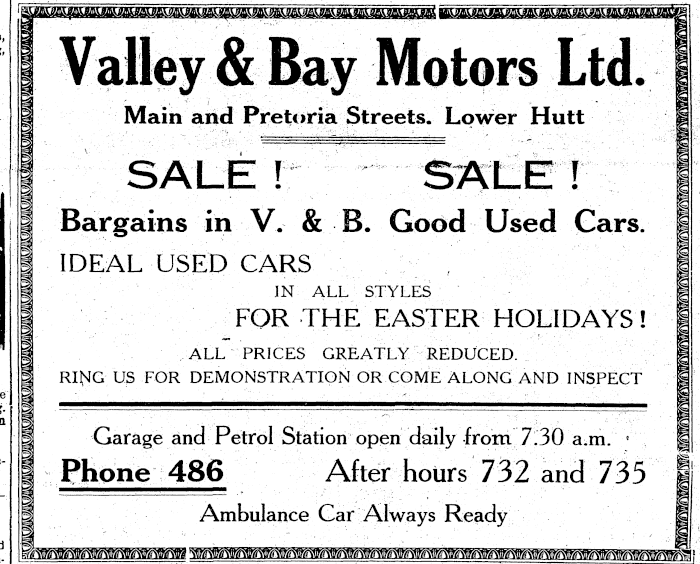 Valley & Bay Motors Ltd.
Main and Pretoria Streets. Lower Hutt
SALE! SALE!
Bargains in V. & B. Good Used Cars.
IDEAL USED CARS
IN ALL STYLES
FOR THE EASTER HOLIDAYS!
ALL PRICES GREATLY REDUCED.
RING US FOR DEMONSTRATION OR COME ALONG AND INSPECT
Garage and Petrol Station open daily from 7.30 a.m.
Phone 486 After hours 732 and 735
Ambulance Car Always Ready